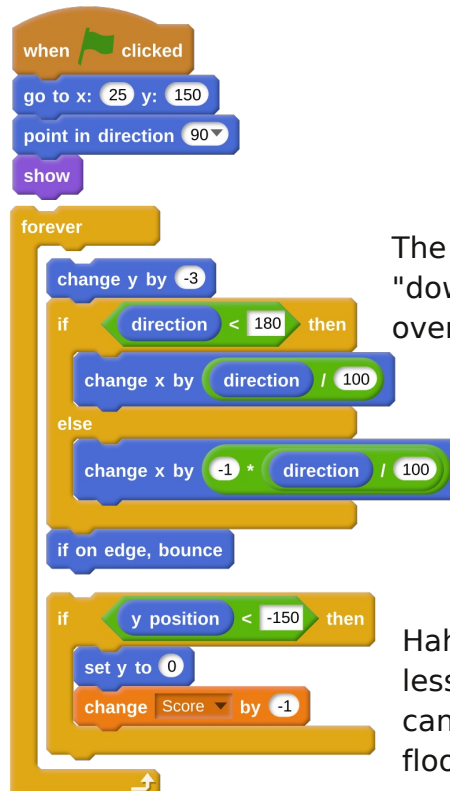 when clicked
go to x: 25 y: 150
point in direction 90
show
forever
change y by -3
if direction < 180 then
change x by direction / 100
else
change x by -1 * direction / 100
if on edge, bounce
if y position < -150 then
set y to 0
change Score by -1
The
"dow
over
Hah
less
can
floo